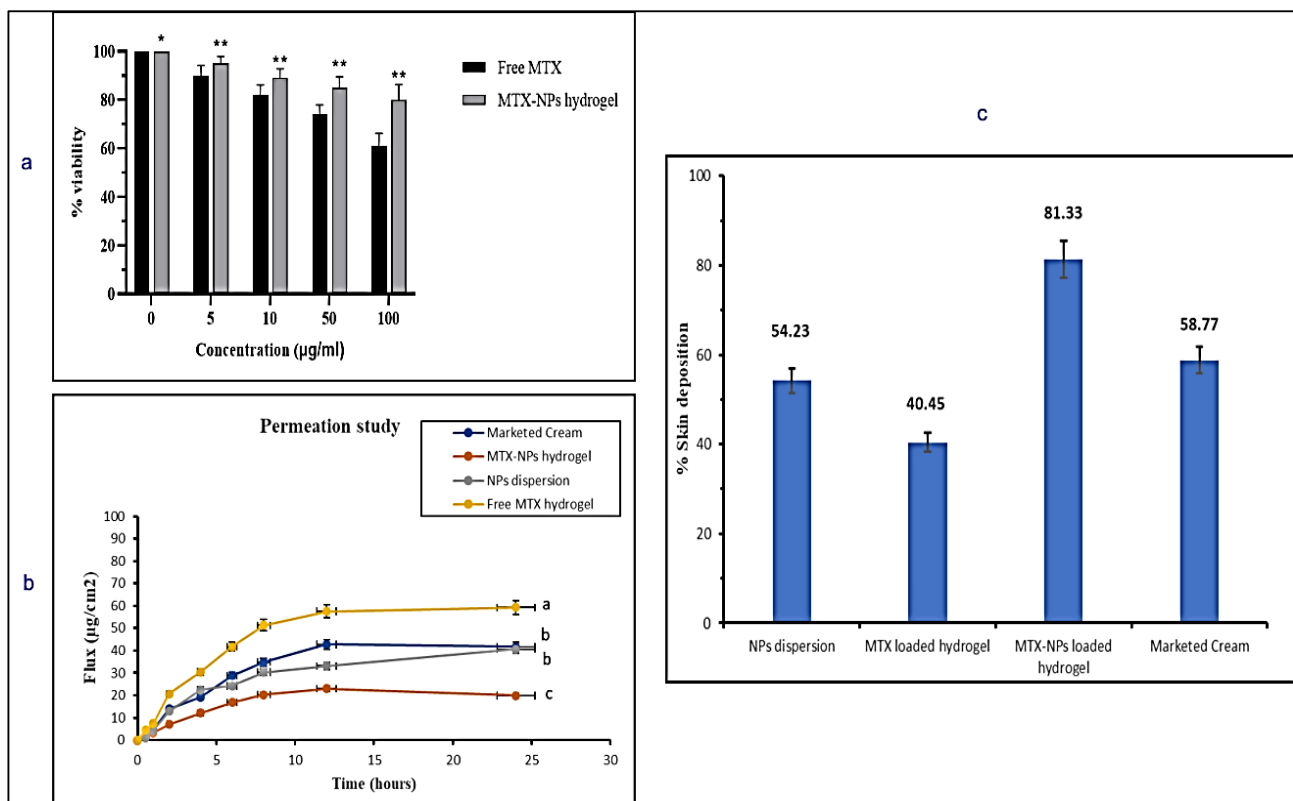 a
100
80
60
40
20
0
% viability
* ** ** ** **
0 5 10 50 100
Concentration (µg/ml)
Free MTX
MTX-NPs hydrogel
b
Permeation study
Marketed Cream
MTX-NPs hydrogel
NPs dispersion
Free MTX hydrogel
100
90
80
70
60
50
40
30
20
10
0
Flux (µg/cm2)
a
b
b
c
0 5 10 15 20 25 30
Time (hours)
c
100
80
60
40
20
0
% Skin deposition
54.23
40.45
81.33
58.77
NPs dispersion
MTX loaded hydrogel
MTX-NPs loaded
hydrogel
Marketed Cream